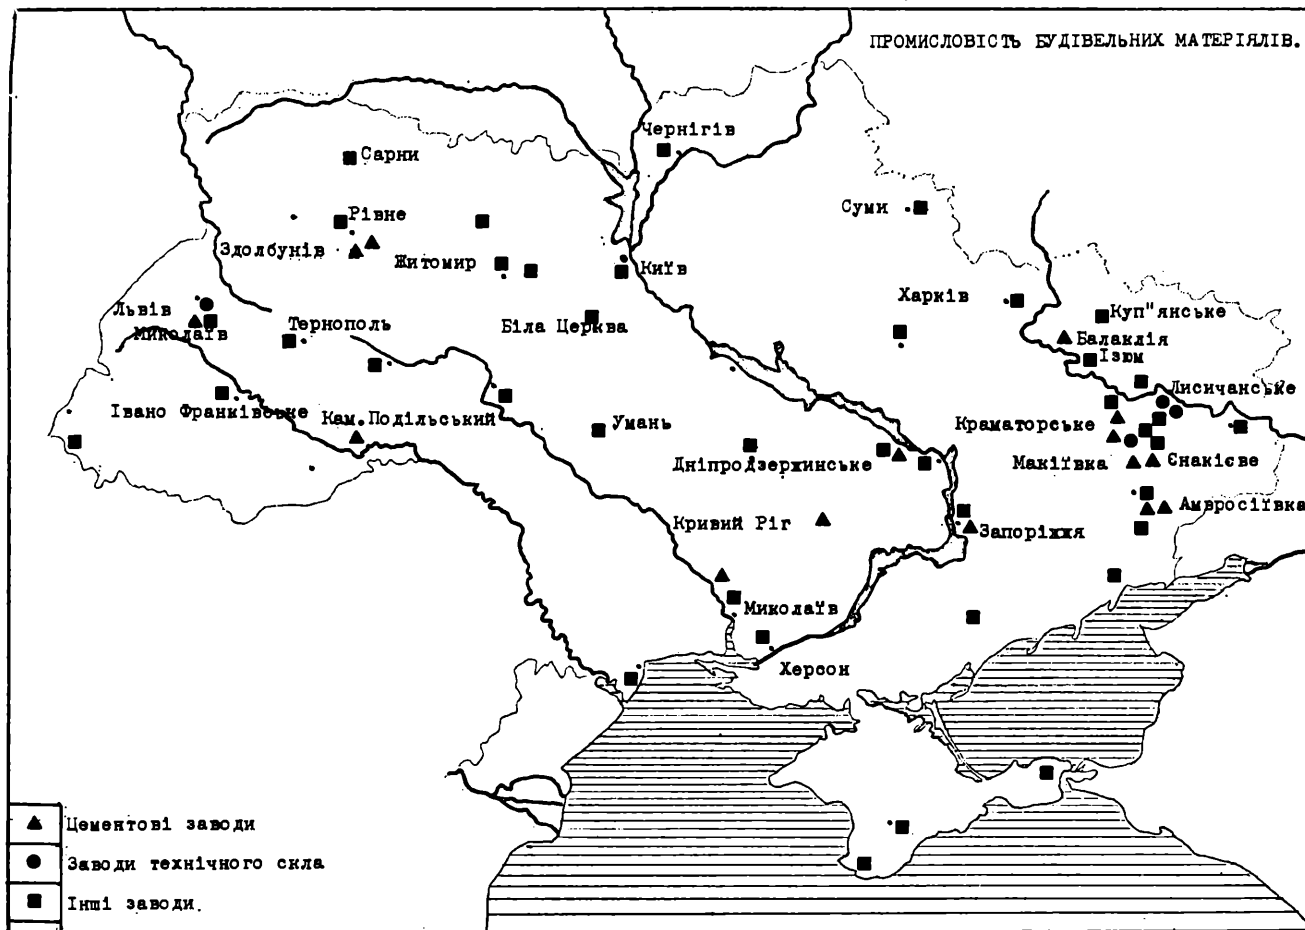 ПРОМИСЛОВІСТЬ БУДІВЕЛЬНИХ МАТЕРІЯЛІВ.
Чернігів
Сарни
Суми
Рівне
Здолбунів
Житомир
Київ
Харків
Львів
Миколаїв
Тернополь
Біла Церква
Куп"янське
Балаклія
Ізюм
Лисичанське
Івано Франківське
Кам. Подільський
Умань
Краматорське
Дніпродзержинське
Макіївка
Єнакієве
Кривий Ріг
Запоріжжя
Амвросіївка
Миколаїв
Херсон
Цементові заводи
Заводи технічного скла
Інші заводи.